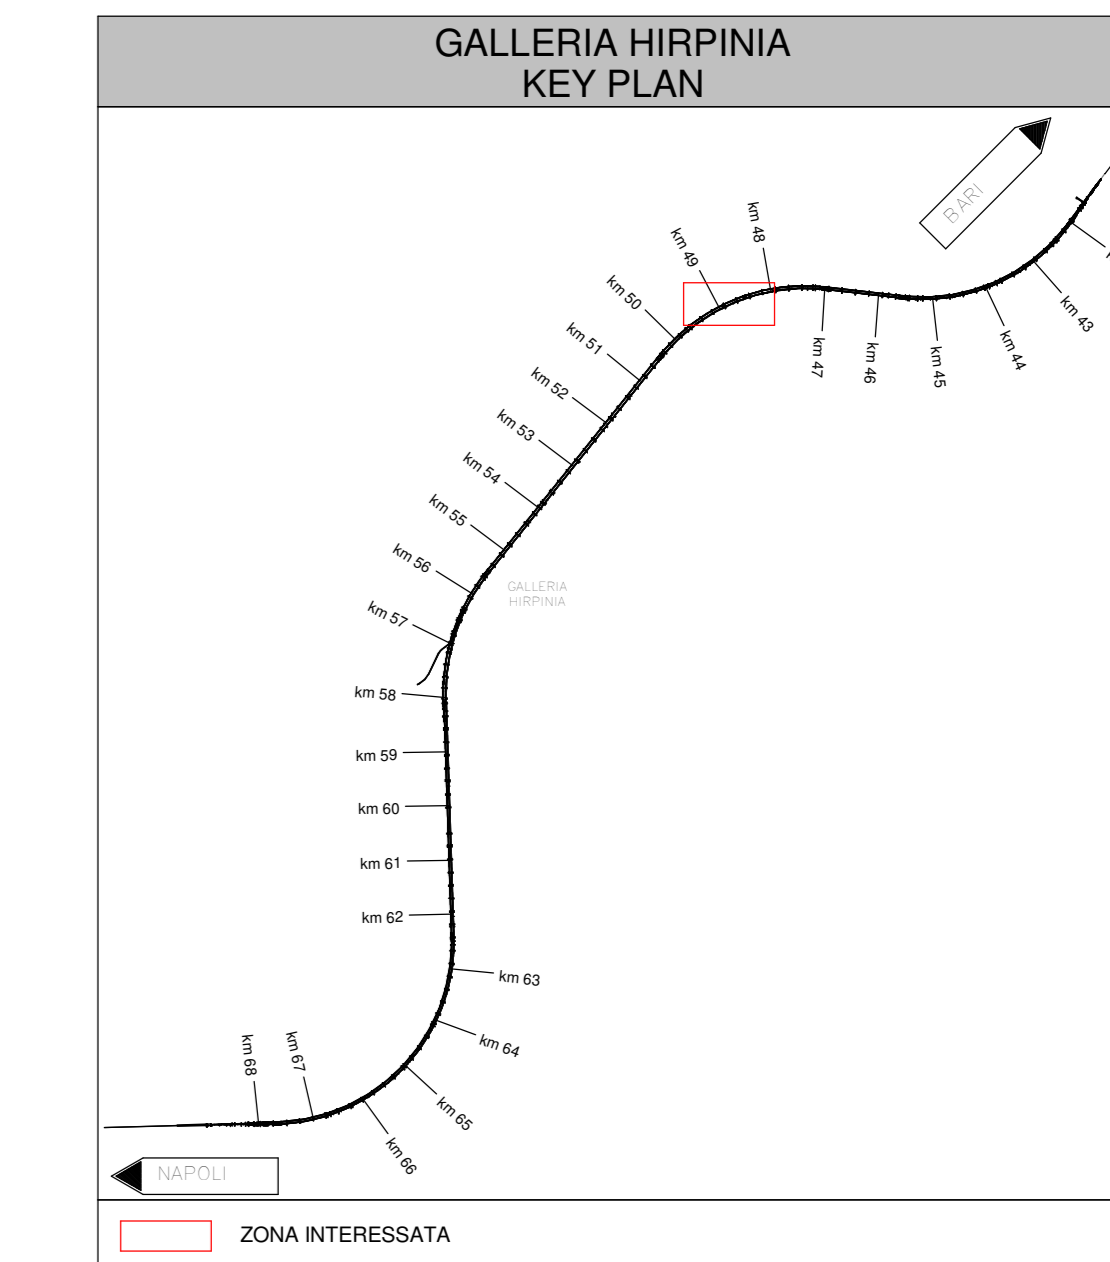 GALLERIA HIRPINIA
KEY PLAN
BARI
km 48
km 49
km 50
km 51
km 52
km 53
km 54
km 55
km 56
km 57
km 58
km 59
km 60
km 61
km 62
km 47
km 46
km 45
km 44
km 43
GALLERIA
HIRPINIA
km 63
km 64
km 65
km 66
km 67
km 68
NAPOLI
ZONA INTERESSATA